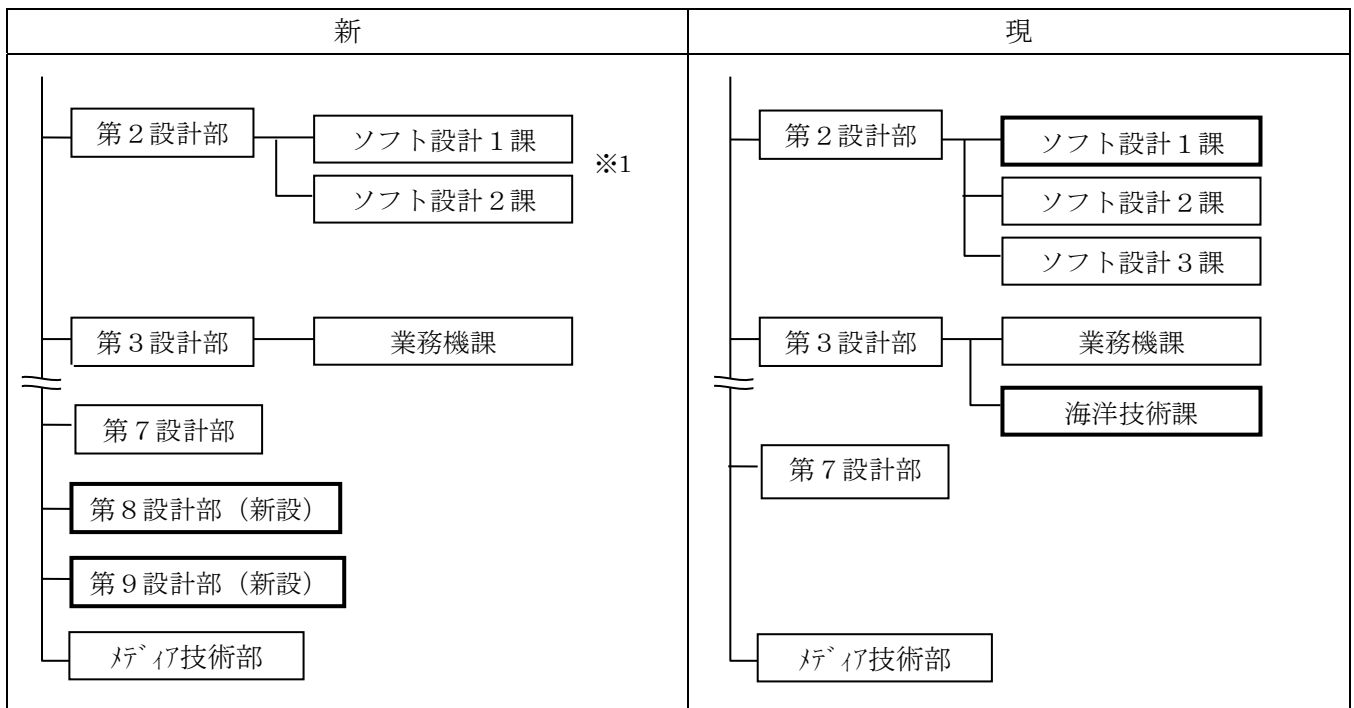 新
第２設計部
ソフト設計１課
※1
ソフト設計２課
第３設計部
業務機課
第７設計部
第８設計部（新設）
第９設計部（新設）
ﾒﾃﾞｨｱ技術部
現
第２設計部
ソフト設計１課
ソフト設計２課
ソフト設計３課
第３設計部
業務機課
海洋技術課
第７設計部
ﾒﾃﾞｨｱ技術部